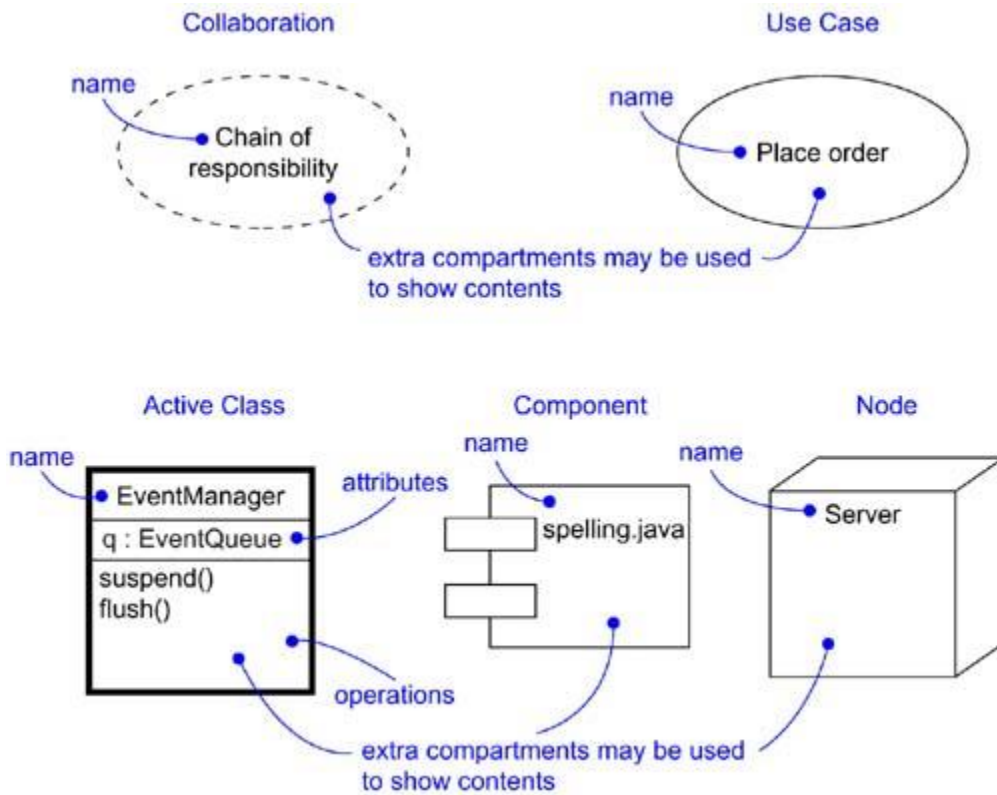 Collaboration
Use Case
name
name
Chain of
responsibility
Place order
extra compartments may be used
to show contents
Active Class
Component
Node
name
name
name
attributes
EventManager
q : EventQueue
suspend()
flush()
spelling.java
Server
operations
extra compartments may be used
to show contents